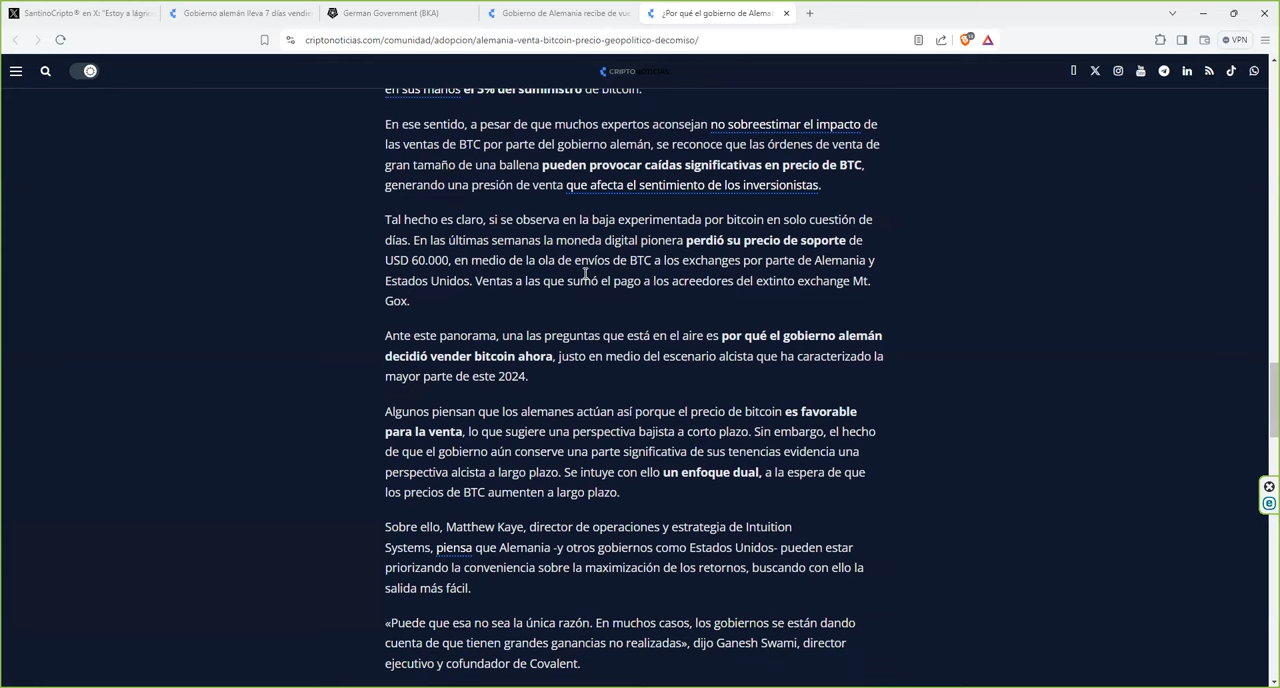 SantinoCripto® en X: "Estoy a lágri
Gobierno alemán lleva 7 días vendi
German Government (BKA)
Gobierno de Alemania recibe de vue
¿Por qué el gobierno de Alema
criptonoticias.com/comunidad/adopcion/alemania-venta-bitcoin-precio-geopolitico-decomiso/
VPN
CRIPTONOTICIAS
en sus manos el 3% del suministro de bitcoin.
En ese sentido, a pesar de que muchos expertos aconsejan no sobreestimar el impacto de
las ventas de BTC por parte del gobierno alemán, se reconoce que las órdenes de venta de
gran tamaño de una ballena pueden provocar caídas significativas en precio de BTC,
generando una presión de venta que afecta el sentimiento de los inversionistas.
Tal hecho es claro, si se observa en la baja experimentada por bitcoin en solo cuestión de
días. En las últimas semanas la moneda digital pionera perdió su precio de soporte de
USD 60.000, en medio de la ola de envíos de BTC a los exchanges por parte de Alemania y
Estados Unidos. Ventas a las que sumó el pago a los acreedores del extinto exchange Mt.
Gox.
Ante este panorama, una las preguntas que está en el aire es por qué el gobierno alemán
decidió vender bitcoin ahora, justo en medio del escenario alcista que ha caracterizado la
mayor parte de este 2024.
Algunos piensan que los alemanes actúan así porque el precio de bitcoin es favorable
para la venta, lo que sugiere una perspectiva bajista a corto plazo. Sin embargo, el hecho
de que el gobierno aún conserve una parte significativa de sus tenencias evidencia una
perspectiva alcista a largo plazo. Se intuye con ello un enfoque dual, a la espera de que
los precios de BTC aumenten a largo plazo.
Sobre ello, Matthew Kaye, director de operaciones y estrategia de Intuition
Systems, piensa que Alemania -y otros gobiernos como Estados Unidos- pueden estar
priorizando la conveniencia sobre la maximización de los retornos, buscando con ello la
salida más fácil.
«Puede que esa no sea la única razón. En muchos casos, los gobiernos se están dando
cuenta de que tienen grandes ganancias no realizadas», dijo Ganesh Swami, director
ejecutivo y cofundador de Covalent.